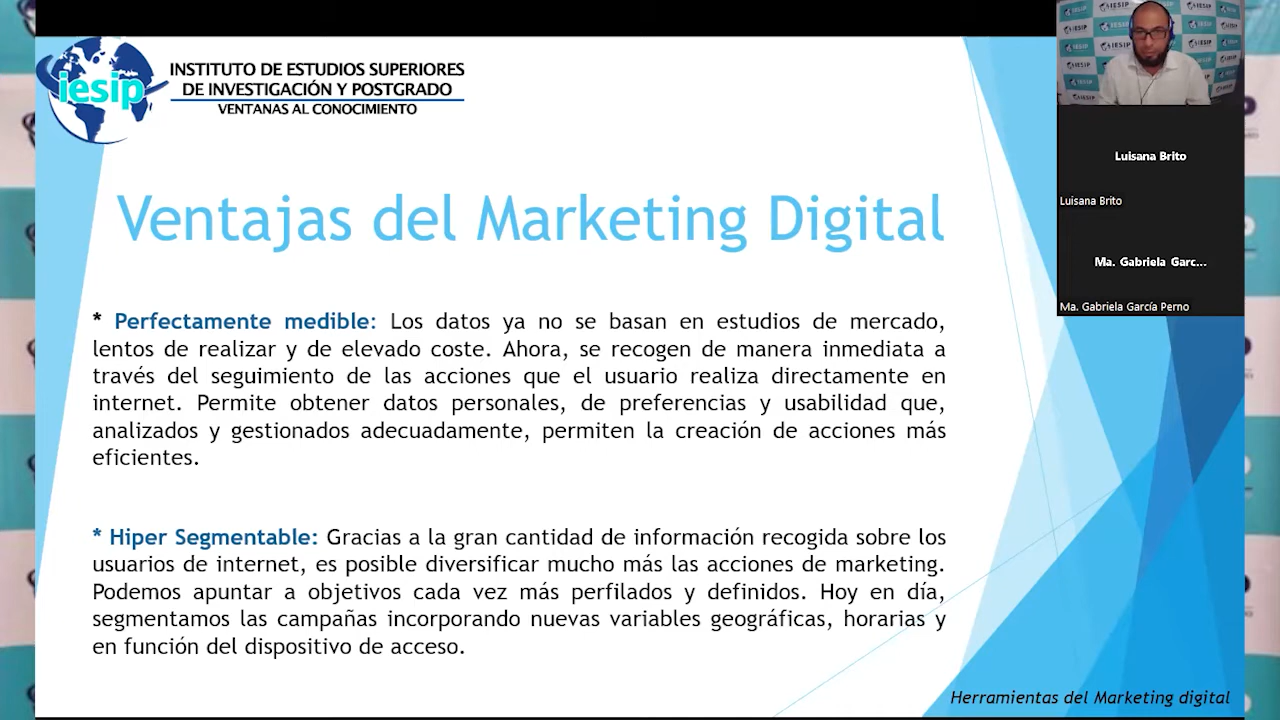 iesip
INSTITUTO DE ESTUDIOS SUPERIORES
DE INVESTIGACIÓN Y POSTGRADO
VENTANAS AL CONOCIMIENTO
Ventajas del Marketing Digital
* Perfectamente medible: Los datos ya no se basan en estudios de mercado,
lentos de realizar y de elevado coste. Ahora, se recogen de manera inmediata a
través del seguimiento de las acciones que el usuario realiza directamente en
internet. Permite obtener datos personales, de preferencias y usabilidad que,
analizados y gestionados adecuadamente, permiten la creación de acciones más
eficientes.
* Hiper Segmentable: Gracias a la gran cantidad de información recogida sobre los
usuarios de internet, es posible diversificar mucho más las acciones de marketing.
Podemos apuntar a objetivos cada vez más perfilados y definidos. Hoy en día,
segmentamos las campañas incorporando nuevas variables geográficas, horarias y
en función del dispositivo de acceso.
Herramientas del Marketing digital
Luisana Brito
Luisana Brito
Ma. Gabriela Garc...
Ma. Gabriela García Perno